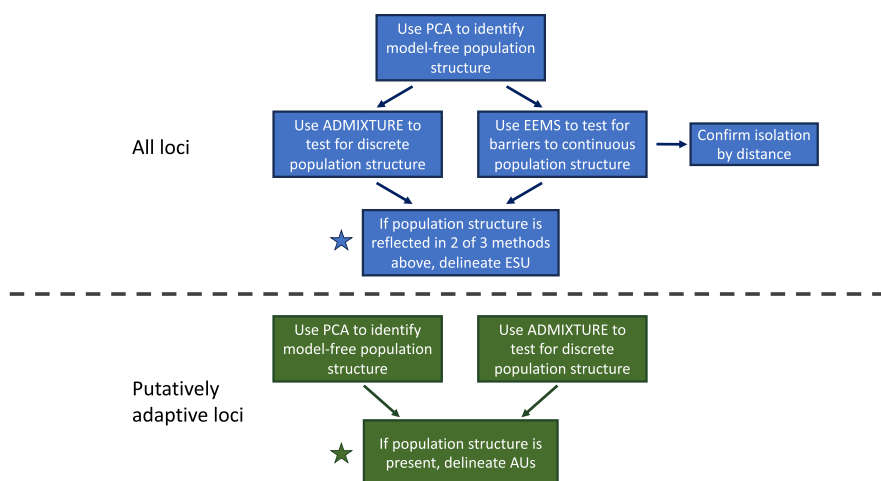 Use PCA to identify
model-free population
structure
Use ADMIXTURE to
test for discrete
population structure
Use EEMS to test for
barriers to continuous
population structure
Confirm isolation
by distance
All loci
If population structure is
reflected in 2 of 3 methods
above, delineate ESU
Use PCA to identify
model-free population
structure
Use ADMIXTURE to
test for discrete
population structure
Putatively
adaptive loci
If population structure is
present, delineate AUs